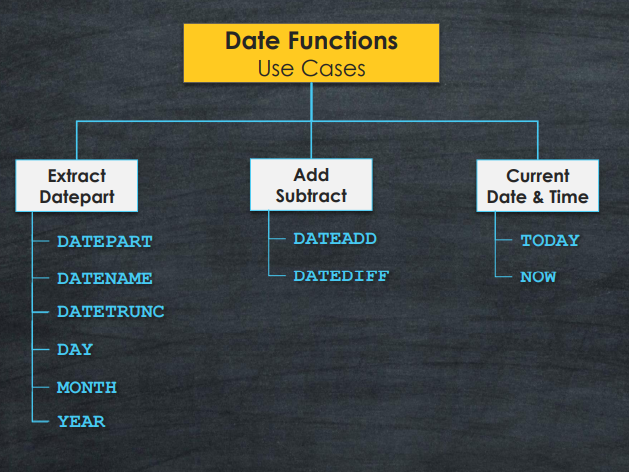 Date Functions
Use Cases
Extract
Datepart
DATEPART
DATENAME
DATETRUNC
DAY
MONTH
YEAR
Add
Subtract
DATEADD
DATEDIFF
Current
Date & Time
TODAY
NOW